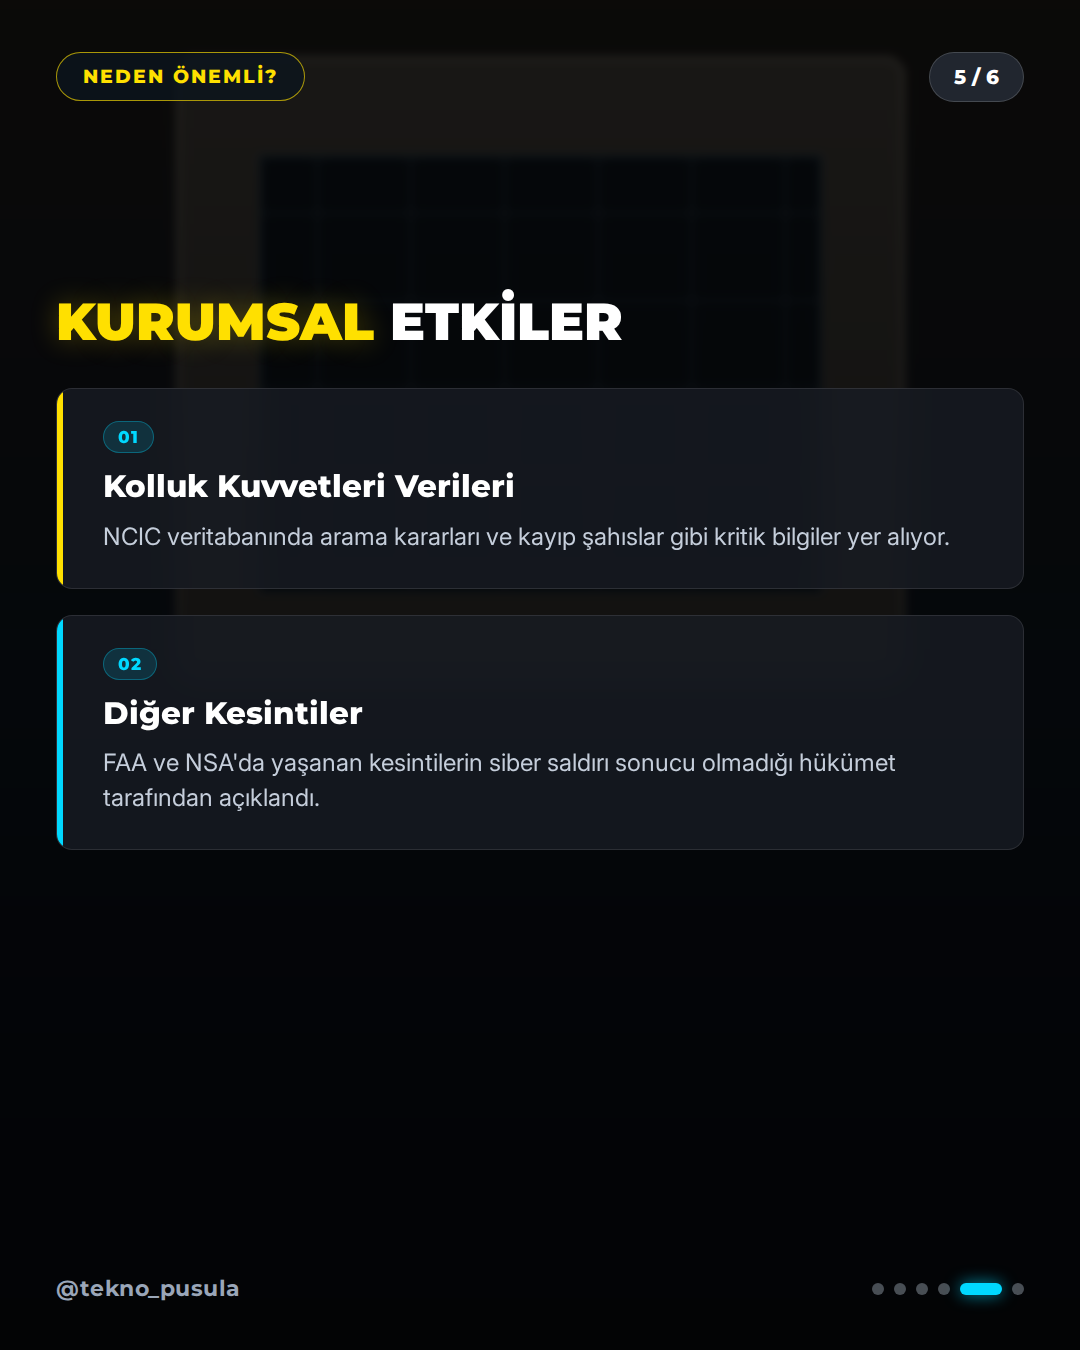 NEDEN ÖNEMLİ?
5 / 6
KURUMSAL ETKİLER
01
Kolluk Kuvvetleri Verileri
NCIC veritabanında arama kararları ve kayıp şahıslar gibi kritik bilgiler yer alıyor.
02
Diğer Kesintiler
FAA ve NSA'da yaşanan kesintilerin siber saldırı sonucu olmadığı hükümet
tarafından açıklandı.
@tekno_pusula